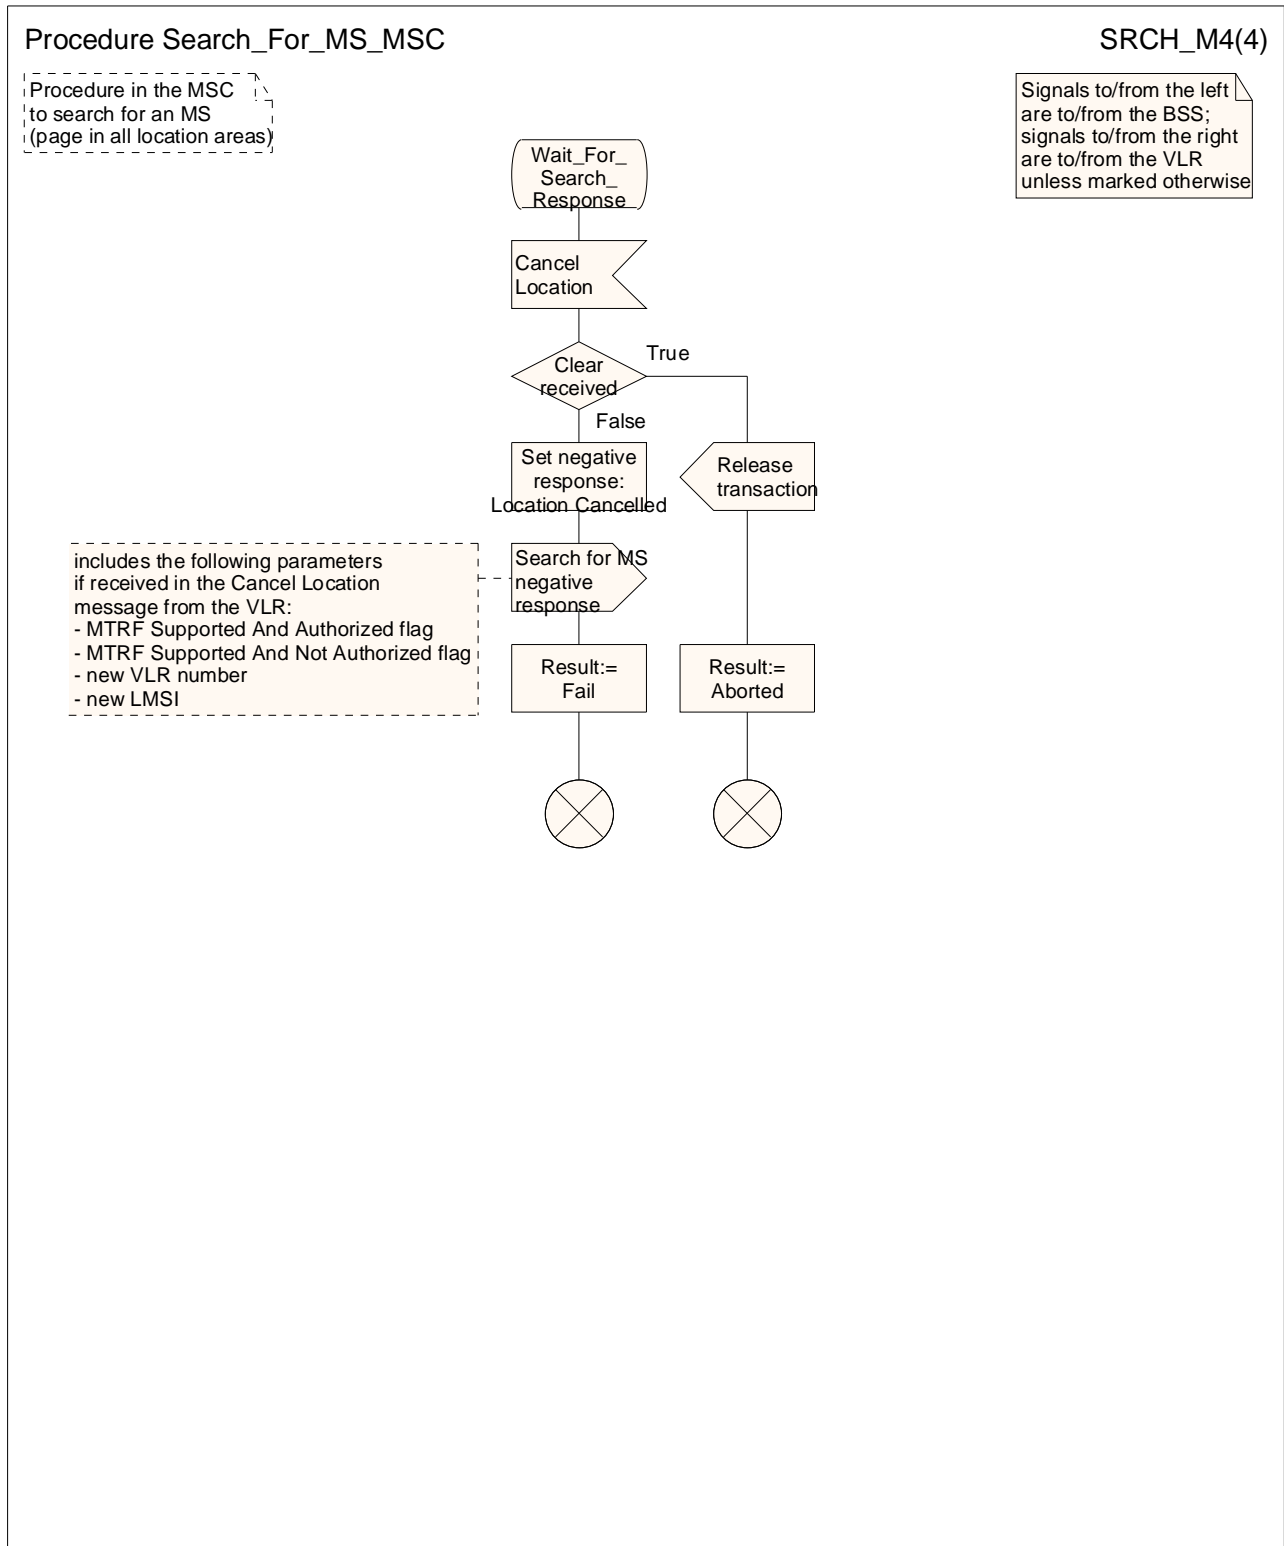 Procedure Search_For_MS_MSC
SRCH_M4(4)
Procedure in the MSC
to search for an MS
(page in all location areas)
Signals to/from the left
are to/from the BSS;
signals to/from the right
are to/from the VLR
unless marked otherwise
Wait_For_
Search_
Response
Cancel
Location
Clear
received
True
False
Set negative
response:
Location Cancelled
Release
transaction
includes the following parameters
if received in the Cancel Location
message from the VLR:
- MTRF Supported And Authorized flag
- MTRF Supported And Not Authorized flag
- new VLR number
- new LMSI
Search for MS
negative
response
Result:=
Fail
Result:=
Aborted